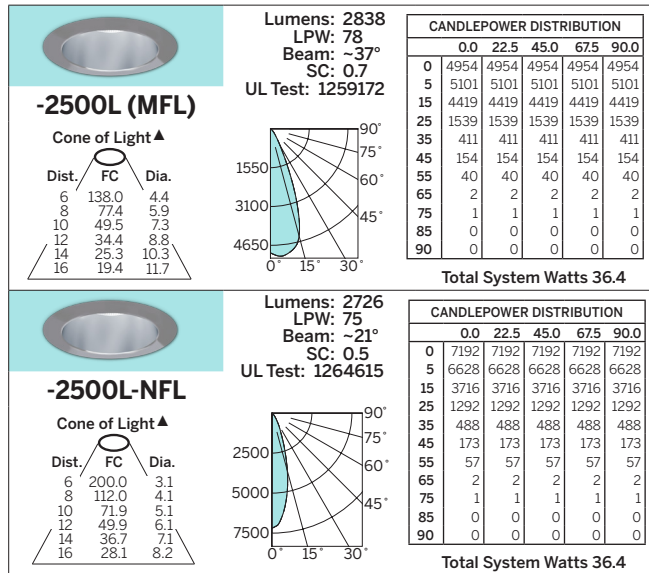 Lumens: 2838
LPW: 78
Beam: ~37°
SC: 0.7
UL Test: 1259172
-2500L (MFL)
Cone of Light▲
Dist. FC Dia.
6 138.0 4.4
8 77.4 5.9
10 49.5 7.3
12 34.4 8.8
14 25.3 10.3
16 19.4 11.7
90°
75°
60°
45°
1550
3100
4650
0° 15° 30°
CANDLEPOWER DISTRIBUTION
0.0 22.5 45.0 67.5 90.0
0 4954 4954 4954 4954 4954
5 5101 5101 5101 5101 5101
15 4419 4419 4419 4419 4419
25 1539 1539 1539 1539 1539
35 411 411 411 411 411
45 154 154 154 154 154
55 40 40 40 40 40
65 2 2 2 2 2
75 1 1 1 1 1
85 0 0 0 0 0
90 0 0 0 0 0
Total System Watts 36.4
Lumens: 2726
LPW: 75
Beam: ~21°
SC: 0.5
UL Test: 1264615
-2500L-NFL
Cone of Light▲
Dist. FC Dia.
6 200.0 3.1
8 112.0 4.1
10 71.9 5.1
12 49.9 6.1
14 36.7 7.1
16 28.1 8.2
90°
75°
60°
45°
2500
5000
7500
0° 15° 30°
CANDLEPOWER DISTRIBUTION
0.0 22.5 45.0 67.5 90.0
0 7192 7192 7192 7192 7192
5 6628 6628 6628 6628 6628
15 3716 3716 3716 3716 3716
25 1292 1292 1292 1292 1292
35 488 488 488 488 488
45 173 173 173 173 173
55 57 57 57 57 57
65 2 2 2 2 2
75 1 1 1 1 1
85 0 0 0 0 0
90 0 0 0 0 0
Total System Watts 36.4